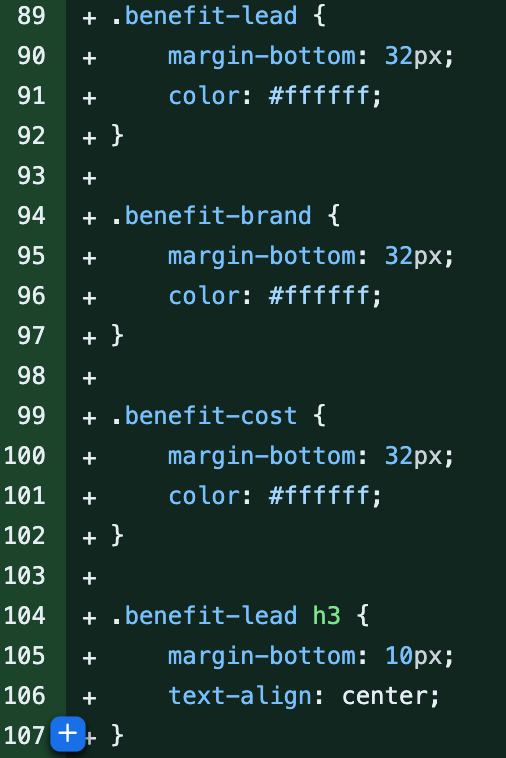 89 + .benefit-lead {
90 +     margin-bottom: 32px;
91 +     color: #ffffff;
92 + }
93 +
94 + .benefit-brand {
95 +     margin-bottom: 32px;
96 +     color: #ffffff;
97 + }
98 +
99 + .benefit-cost {
100 +     margin-bottom: 32px;
101 +     color: #ffffff;
102 + }
103 +
104 + .benefit-lead h3 {
105 +     margin-bottom: 10px;
106 +     text-align: center;
107 + + }